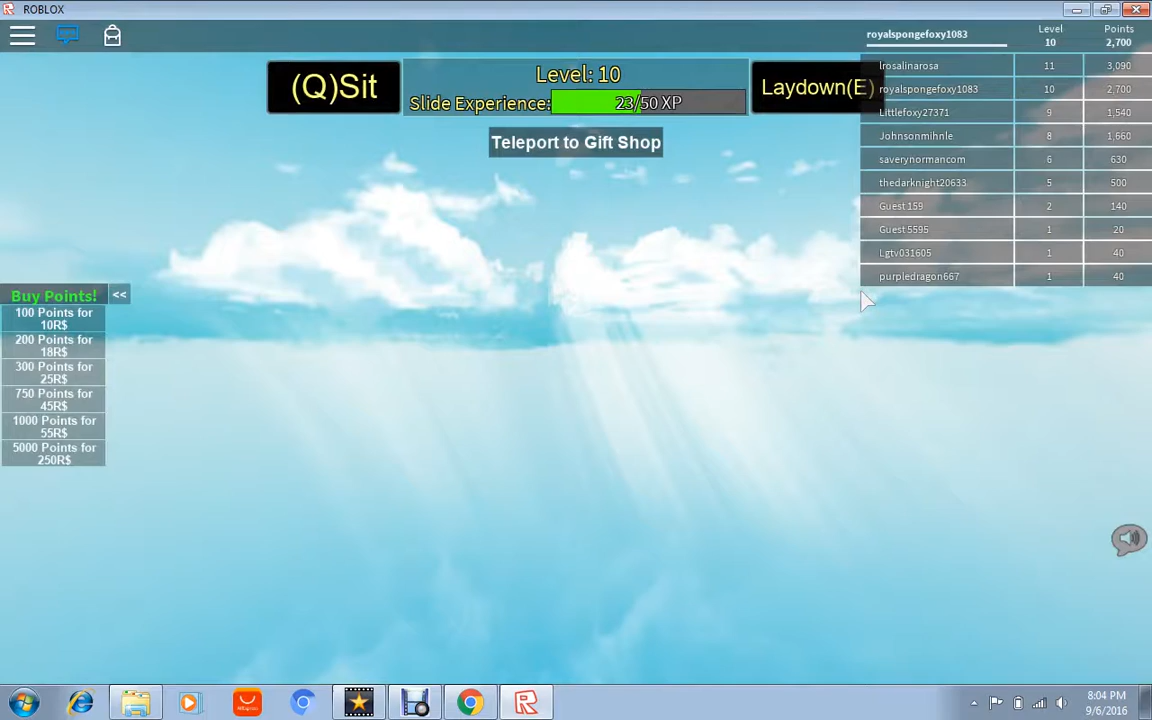 ROBLOX
royalspongefoxy1083 Level 10 Points 2,700
lrosalinarosa 11 3,090
royalspongefoxy1083 10 2,700
Littlefoxy27371 9 1,540
Johnsonmihnle 8 1,660
saverynormancom 6 630
thedarknight20633 5 500
Guest 159 2 140
Guest 5595 1 20
Lgtv031605 1 40
purpledragon667 1 40
(Q)Sit
Level: 10
Slide Experience: 23/50 XP
Laydown(E)
Teleport to Gift Shop
Buy Points! <<
100 Points for
10R$
200 Points for
18R$
300 Points for
25R$
750 Points for
45R$
1000 Points for
55R$
5000 Points for
250R$
AliExpress
8:04 PM
9/6/2016